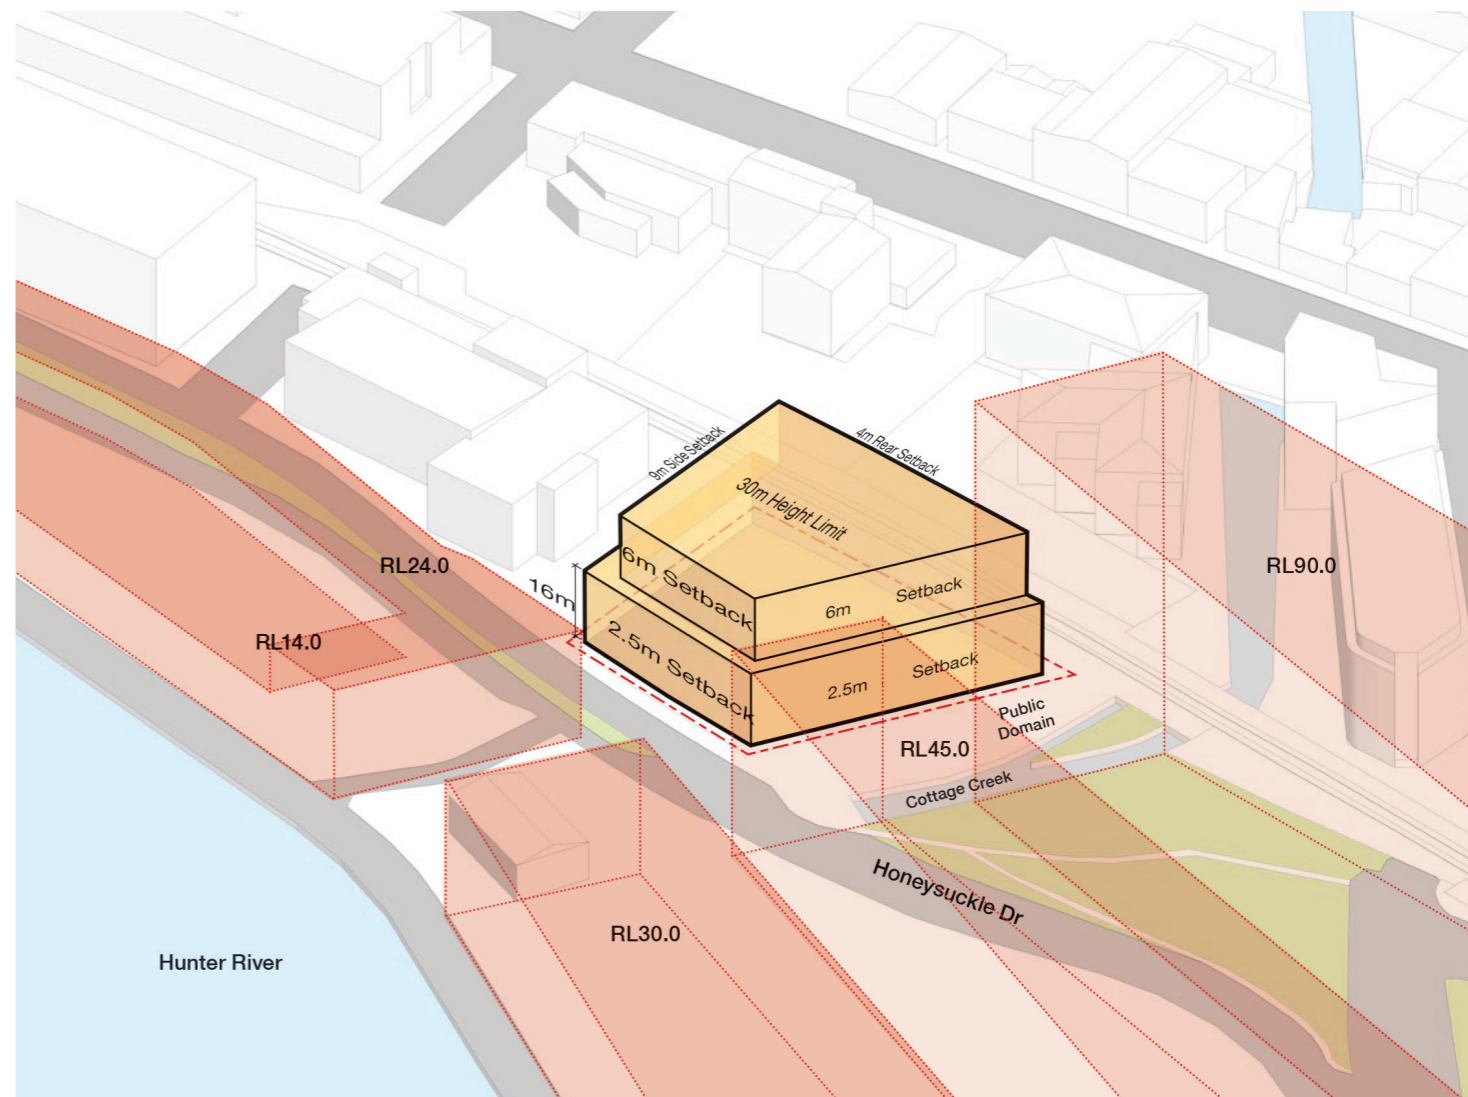 9m Side Setback
4m Rear Setback
30m Height Limit
RL24.0
6m Setback
RL90.0
16m
6m Setback
RL14.0
2.5m Setback
2.5m Setback
Public
Domain
RL45.0
Cottage Creek
Honeysuckle Dr
RL30.0
Hunter River